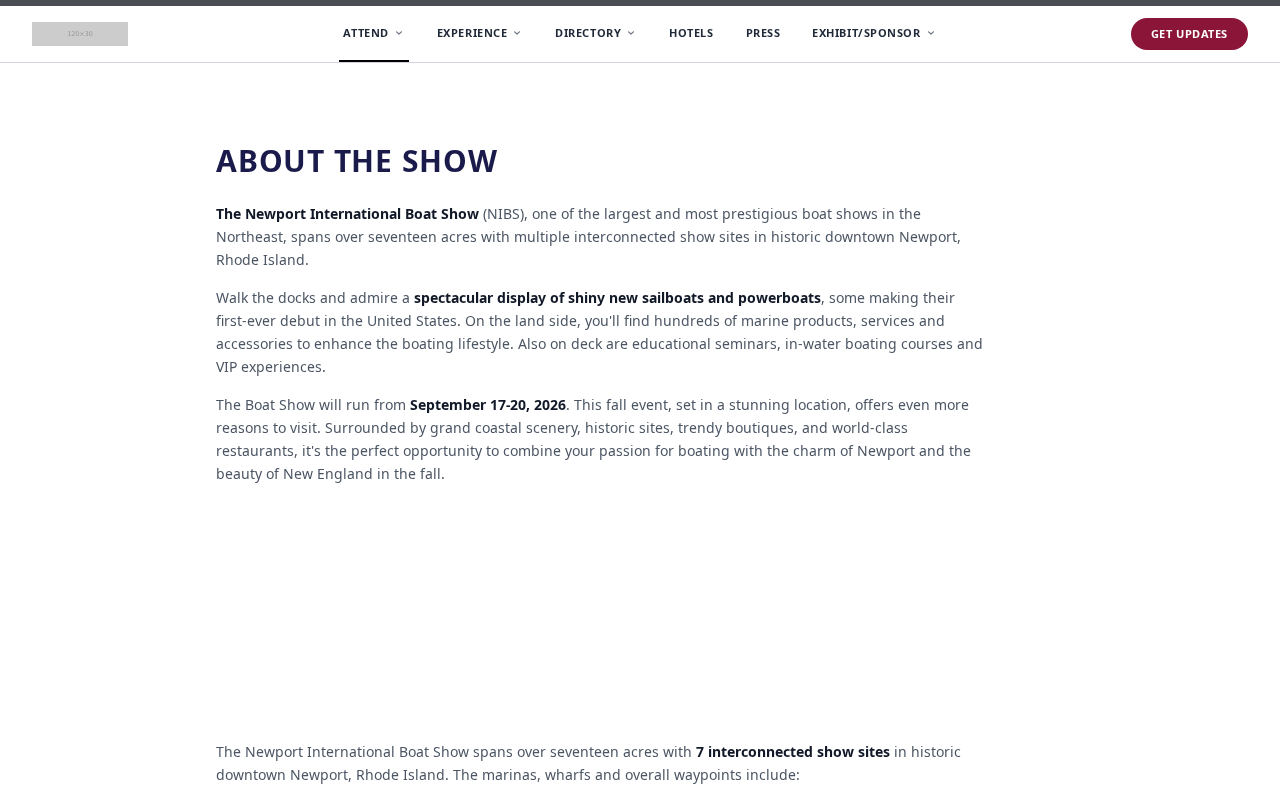 120×30
ATTEND
EXPERIENCE
DIRECTORY
HOTELS
PRESS
EXHIBIT/SPONSOR
GET UPDATES
ABOUT THE SHOW
The Newport International Boat Show (NIBS), one of the largest and most prestigious boat shows in the
Northeast, spans over seventeen acres with multiple interconnected show sites in historic downtown Newport,
Rhode Island.
Walk the docks and admire a spectacular display of shiny new sailboats and powerboats, some making their
first-ever debut in the United States. On the land side, you'll find hundreds of marine products, services and
accessories to enhance the boating lifestyle. Also on deck are educational seminars, in-water boating courses and
VIP experiences.
The Boat Show will run from September 17-20, 2026. This fall event, set in a stunning location, offers even more
reasons to visit. Surrounded by grand coastal scenery, historic sites, trendy boutiques, and world-class
restaurants, it's the perfect opportunity to combine your passion for boating with the charm of Newport and the
beauty of New England in the fall.
The Newport International Boat Show spans over seventeen acres with 7 interconnected show sites in historic
downtown Newport, Rhode Island. The marinas, wharfs and overall waypoints include: